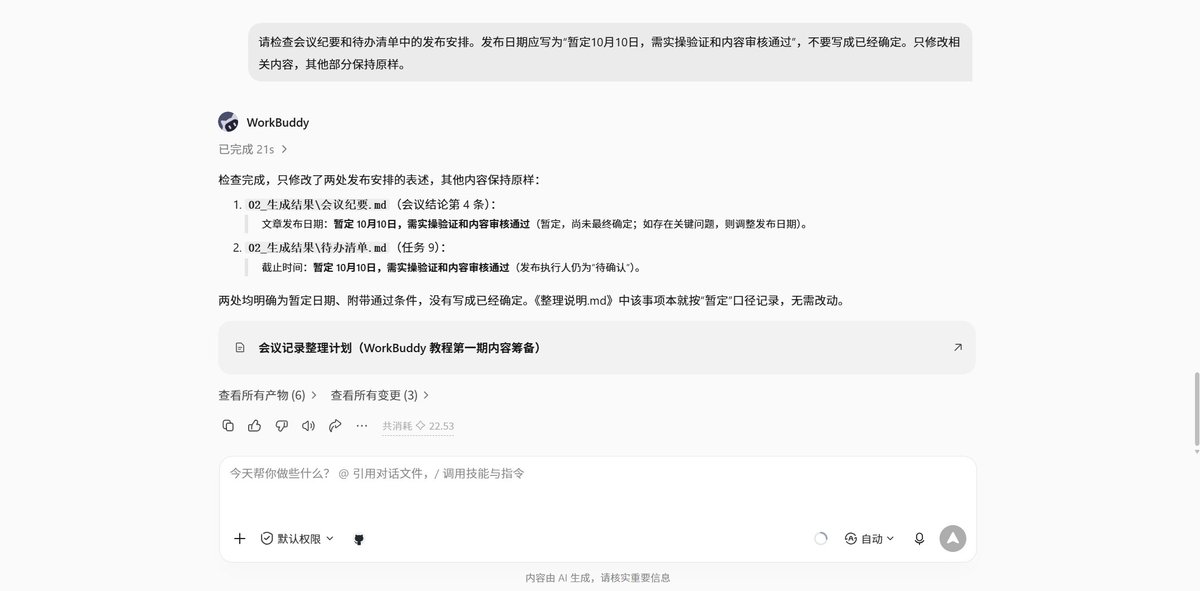 请检查会议纪要和待办清单中的发布安排。发布日期应写为“暂定10月10日，需实操验证和内容审核通过”，不要写成已经确定。只修改相
关内容，其他部分保持原样。
WorkBuddy
已完成 21s
检查完成，只修改了两处发布安排的表述，其他内容保持原样：
1. 02_生成结果\会议纪要.md（会议结论第 4 条）：
文章发布日期：暂定 10月10日，需实操验证和内容审核通过（暂定，尚未最终确定；如存在关键问题，则调整发布日期）。
2. 02_生成结果\待办清单.md（任务 9）：
截止时间：暂定 10月10日，需实操验证和内容审核通过（发布执行人仍为“待确认”）。
两处均明确为暂定日期、附带通过条件，没有写成已经确定。《整理说明.md》中该事项本就按“暂定”口径记录，无需改动。
会议记录整理计划（WorkBuddy 教程第一期内容筹备）
查看所有产物 (6) 查看所有变更 (3)
共消耗 22.53
今天帮你做些什么？ @ 引用对话文件，/ 调用技能与指令
默认权限 自动
内容由 AI 生成，请核实重要信息